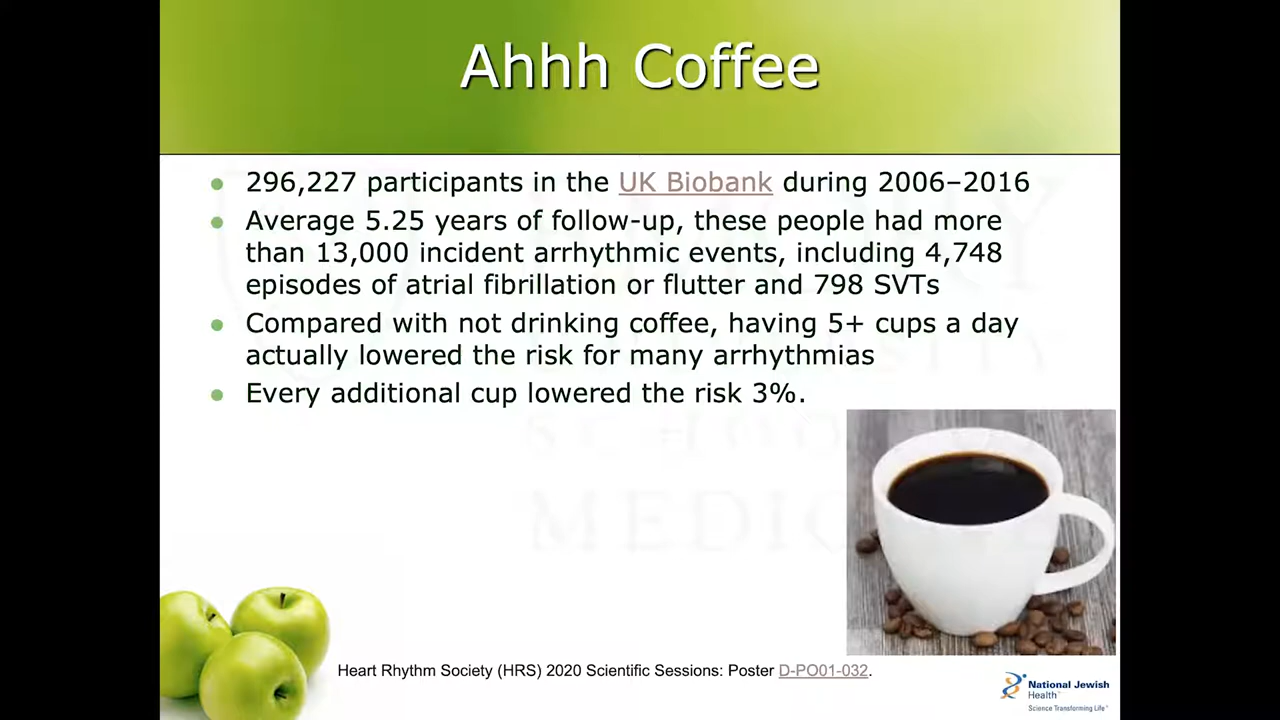 Ahhh Coffee
296,227 participants in the UK Biobank during 2006–2016
Average 5.25 years of follow-up, these people had more
than 13,000 incident arrhythmic events, including 4,748
episodes of atrial fibrillation or flutter and 798 SVTs
Compared with not drinking coffee, having 5+ cups a day
actually lowered the risk for many arrhythmias
Every additional cup lowered the risk 3%.
Heart Rhythm Society (HRS) 2020 Scientific Sessions: Poster D-PO01-032.
National Jewish
Health™
Science Transforming Life™